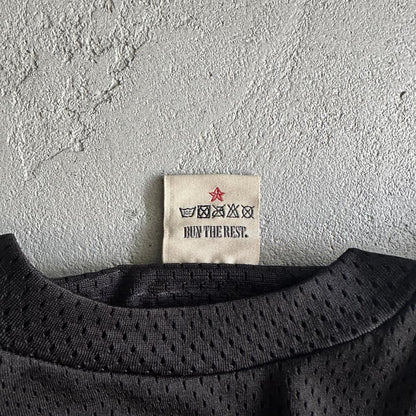 BUY THE REST.